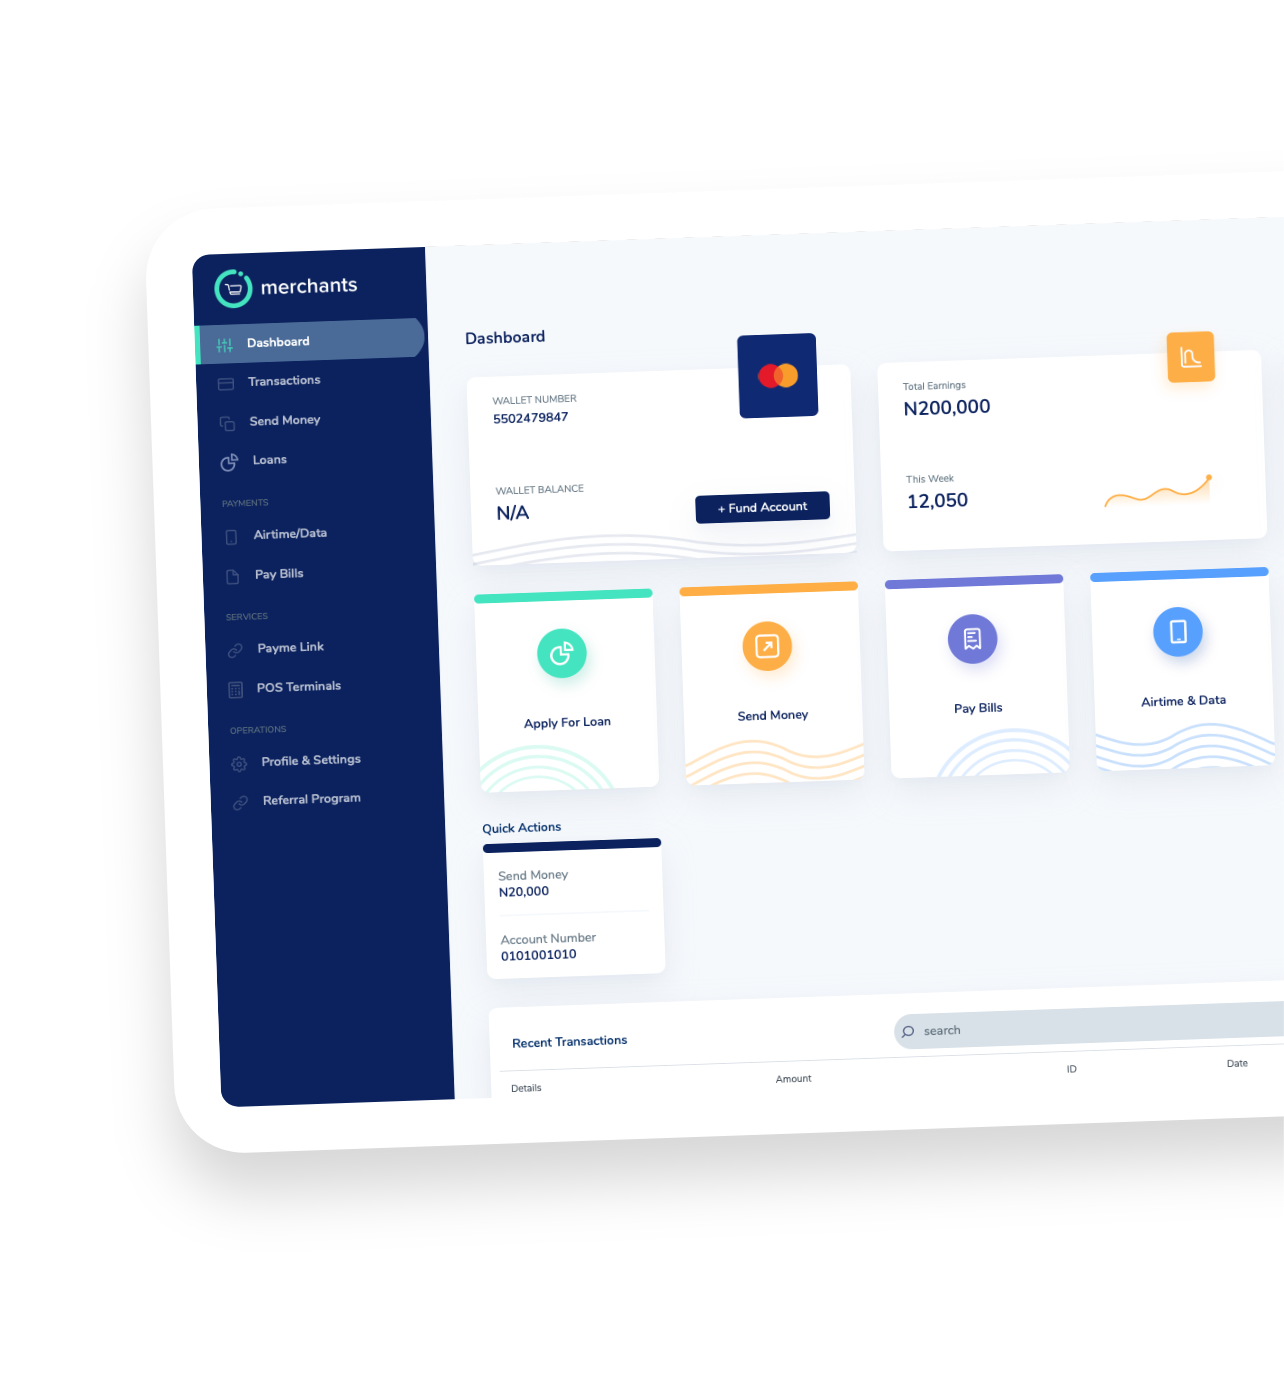 merchants
Dashboard
Transactions
Send Money
Loans
PAYMENTS
Airtime/Data
Pay Bills
SERVICES
Payme Link
POS Terminals
OPERATIONS
Profile & Settings
Referral Program
Dashboard
WALLET NUMBER
5502479847
WALLET BALANCE
N/A
+ Fund Account
Total Earnings
N200,000
This Week
12,050
Apply For Loan
Send Money
Pay Bills
Airtime & Data
Quick Actions
Send Money
N20,000
Account Number
0101001010
Recent Transactions
search
Details Amount ID Date